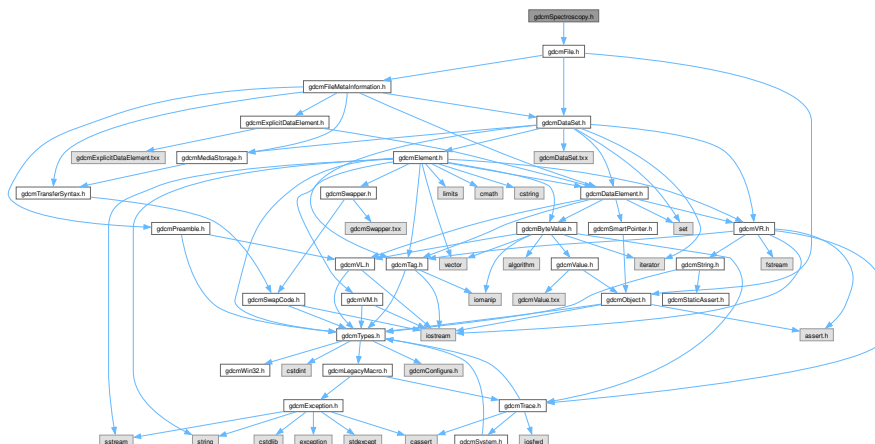 gdcmSpectroscopy.h
gdcmFile.h
gdcmFileMetaInformation.h
gdcmExplicitDataElement.h
gdcmDataSet.h
gdcmExplicitDataElement.txx
gdcmMediaStorage.h
gdcmElement.h
gdcmDataSet.txx
gdcmTransferSyntax.h
gdcmSwapper.h
limits
cmath
cstring
gdcmDataElement.h
gdcmPreamble.h
gdcmSwapper.txx
gdcmByteValue.h
gdcmSmartPointer.h
set
gdcmVR.h
gdcmVL.h
gdcmTag.h
vector
algorithm
gdcmValue.h
iterator
gdcmString.h
fstream
gdcmSwapCode.h
gdcmVM.h
iomanip
gdcmValue.txx
gdcmObject.h
gdcmStaticAssert.h
gdcmTypes.h
iostream
assert.h
gdcmWin32.h
cstdint
gdcmLegacyMacro.h
gdcmConfigure.h
gdcmException.h
gdcmTrace.h
sstream
string
cstdlib
exception
stdexcept
cassert
gdcmSystem.h
iosfwd